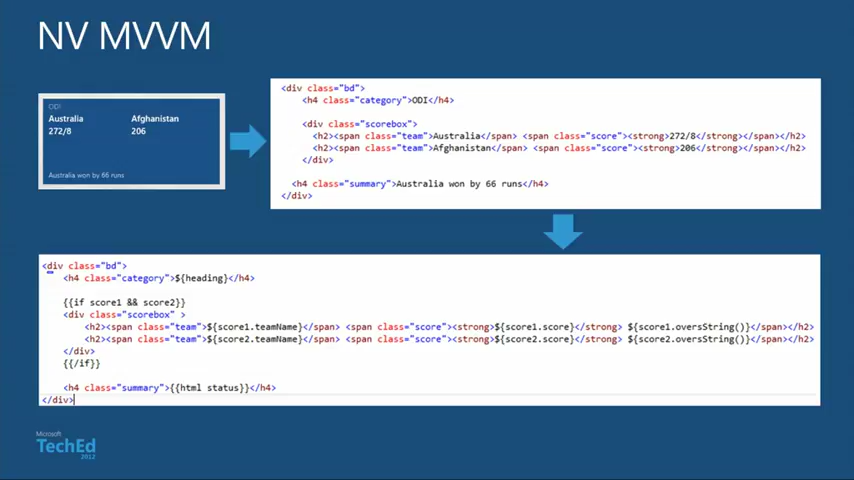 NV MVVM
ODI
Australia Afghanistan
272/8 206
Australia won by 66 runs
<div class="bd">
<h4 class="category">ODI</h4>
<div class="scorebox">
<h2><span class="team">Australia</span> <span class="score"><strong>272/8</strong></span></h2>
<h2><span class="team">Afghanistan</span> <span class="score"><strong>206</strong></span></h2>
</div>
<h4 class="summary">Australia won by 66 runs</h4>
</div>
<div class="bd">
<h4 class="category">${heading}</h4>
{{if score1 && score2}}
<div class="scorebox" >
<h2><span class="team">${score1.teamName}</span> <span class="score"><strong>${score1.score}</strong> ${score1.oversString()}</span></h2>
<h2><span class="team">${score2.teamName}</span> <span class="score"><strong>${score2.score}</strong> ${score2.oversString()}</span></h2>
</div>
{{/if}}
<h4 class="summary">{{html status}}</h4>
</div>
Microsoft
TechEd
2012